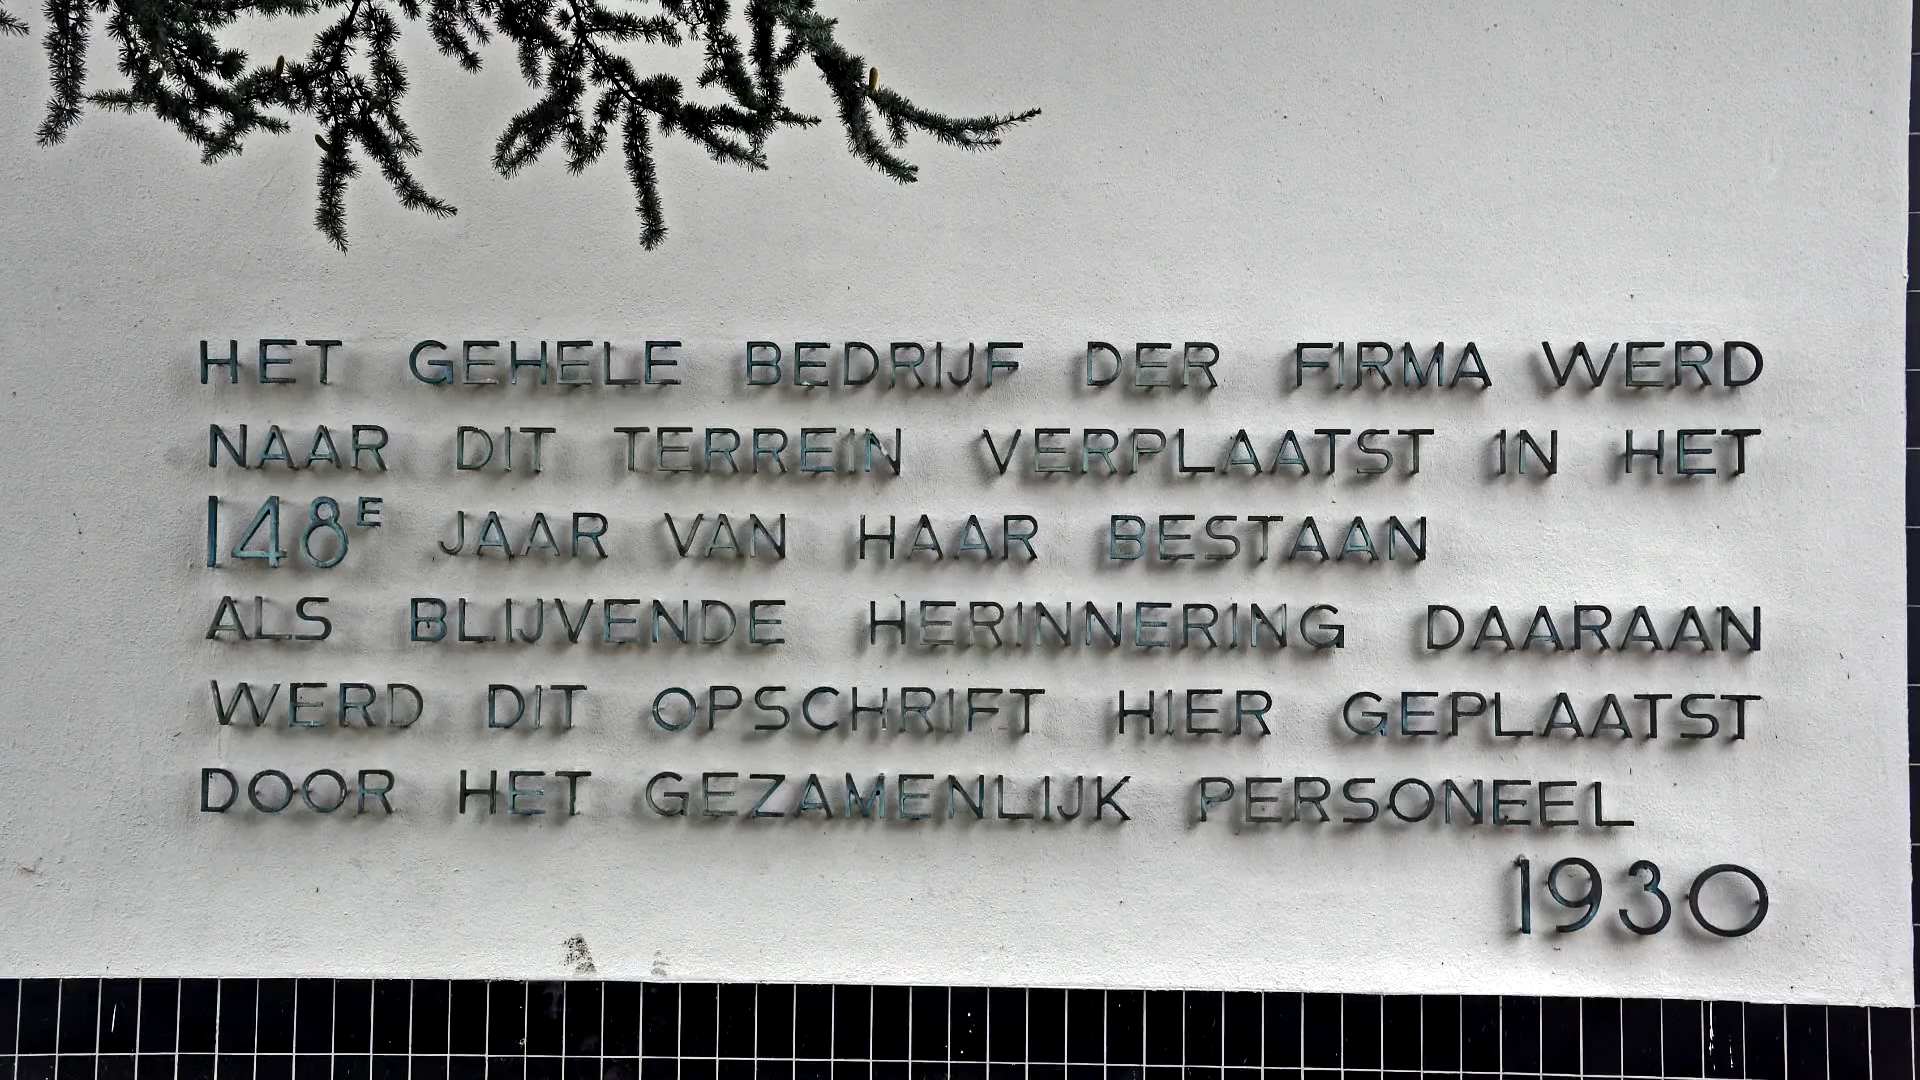 HET GEHELE BEDRIJF DER FIRMA WERD
NAAR DIT TERREIN VERPLAATST IN HET
148E JAAR VAN HAAR BESTAAN
ALS BLIJVENDE HERINNERING DAARAAN
WERD DIT OPSCHRIFT HIER GEPLAATST
DOOR HET GEZAMENLIJK PERSONEEL
1930